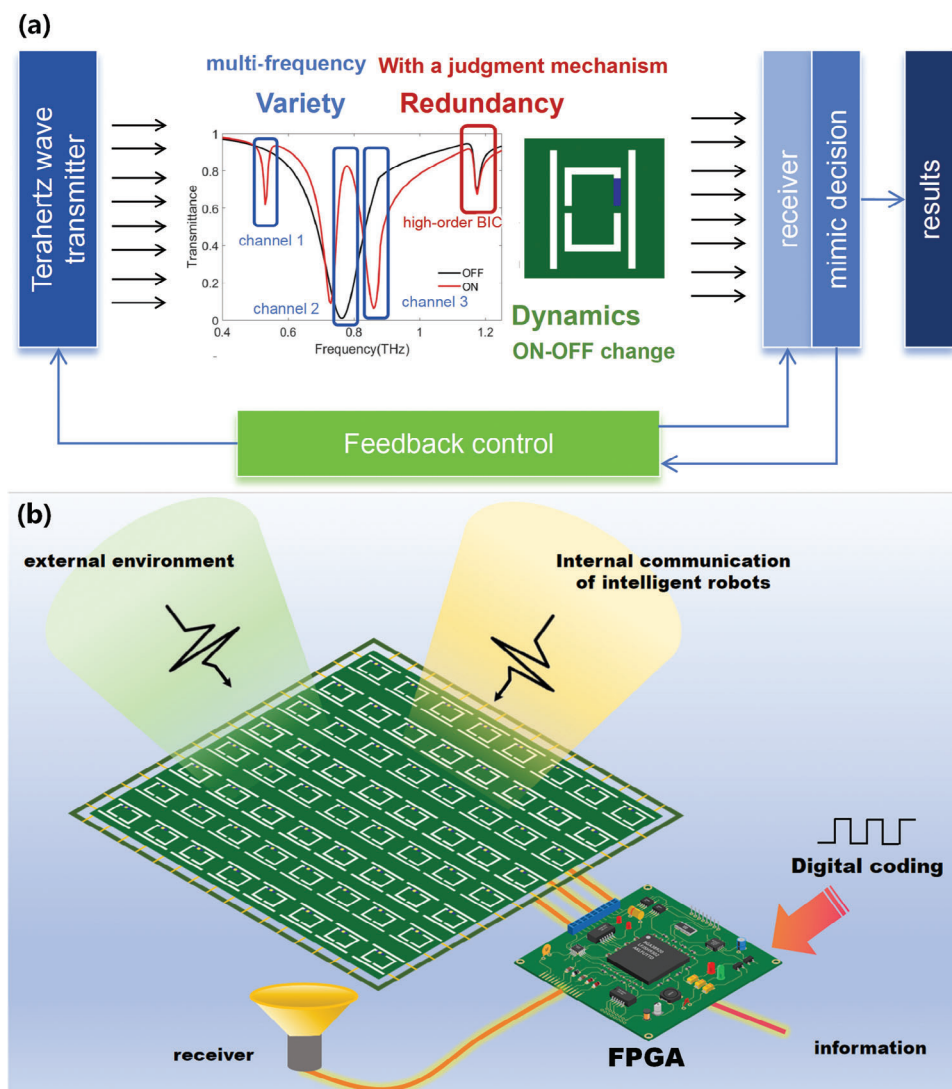 (a)
multi-frequency
With a judgment mechanism
Variety
Redundancy
Terahertz wave
transmitter
1
0.8
0.6
0.4
0.2
0
Transmittance
channel 1
channel 2
channel 3
high-order BIC
OFF
ON
0.4
0.6
0.8
1
1.2
Frequency(THz)
Dynamics
ON-OFF change
receiver
mimic decision
results
Feedback control
(b)
external environment
Internal communication
of intelligent robots
Digital coding
receiver
FPGA
information